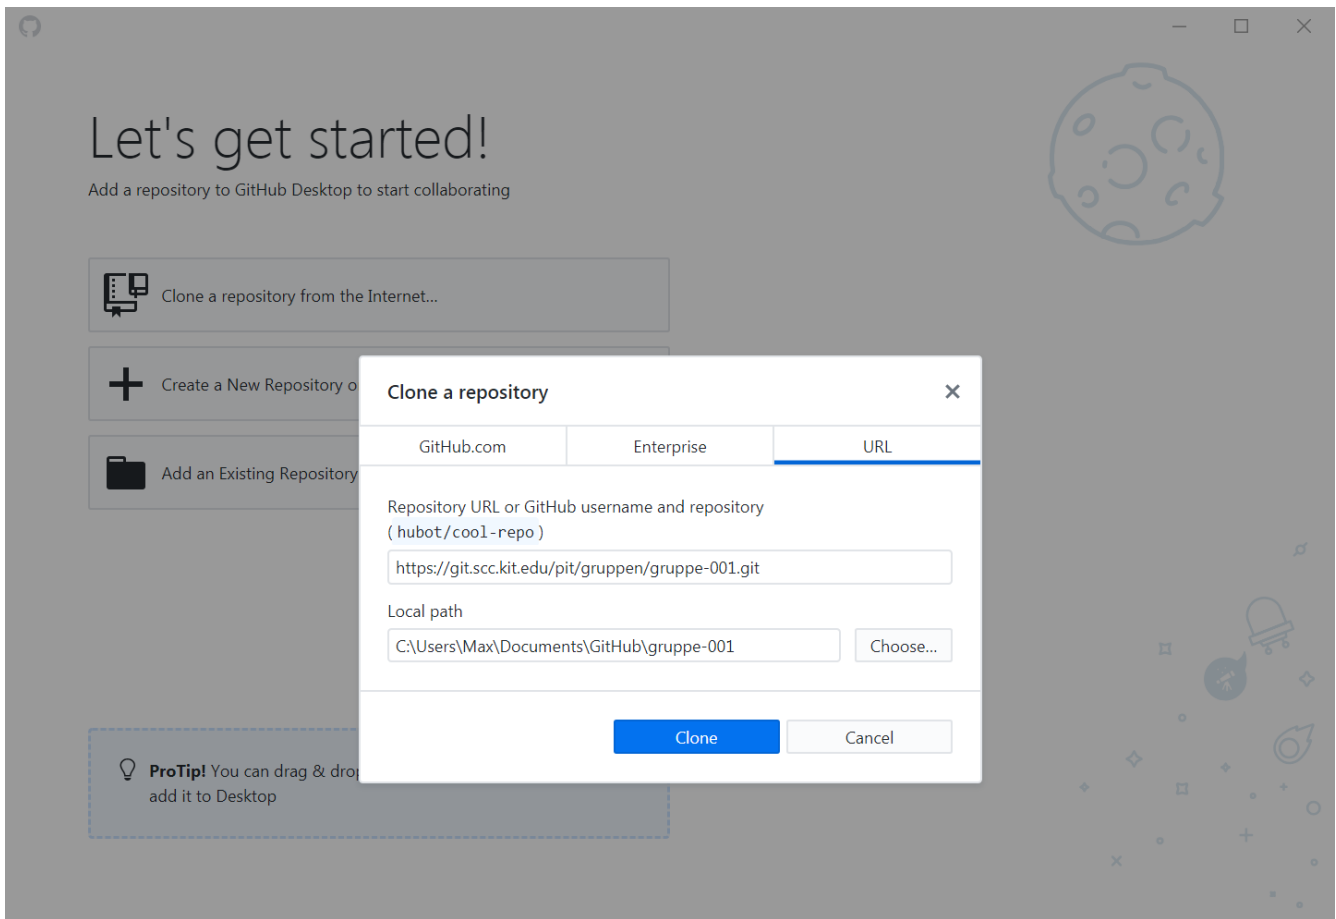 Let's get started!
Add a repository to GitHub Desktop to start collaborating
Clone a repository from the Internet...
Create a New Repository o
Add an Existing Repository
ProTip! You can drag & drop
add it to Desktop
Clone a repository
GitHub.com
Enterprise
URL
Repository URL or GitHub username and repository
( hubot/cool-repo )
https://git.scc.kit.edu/pit/gruppen/gruppe-001.git
Local path
C:\Users\Max\Documents\GitHub\gruppe-001
Choose...
Clone
Cancel